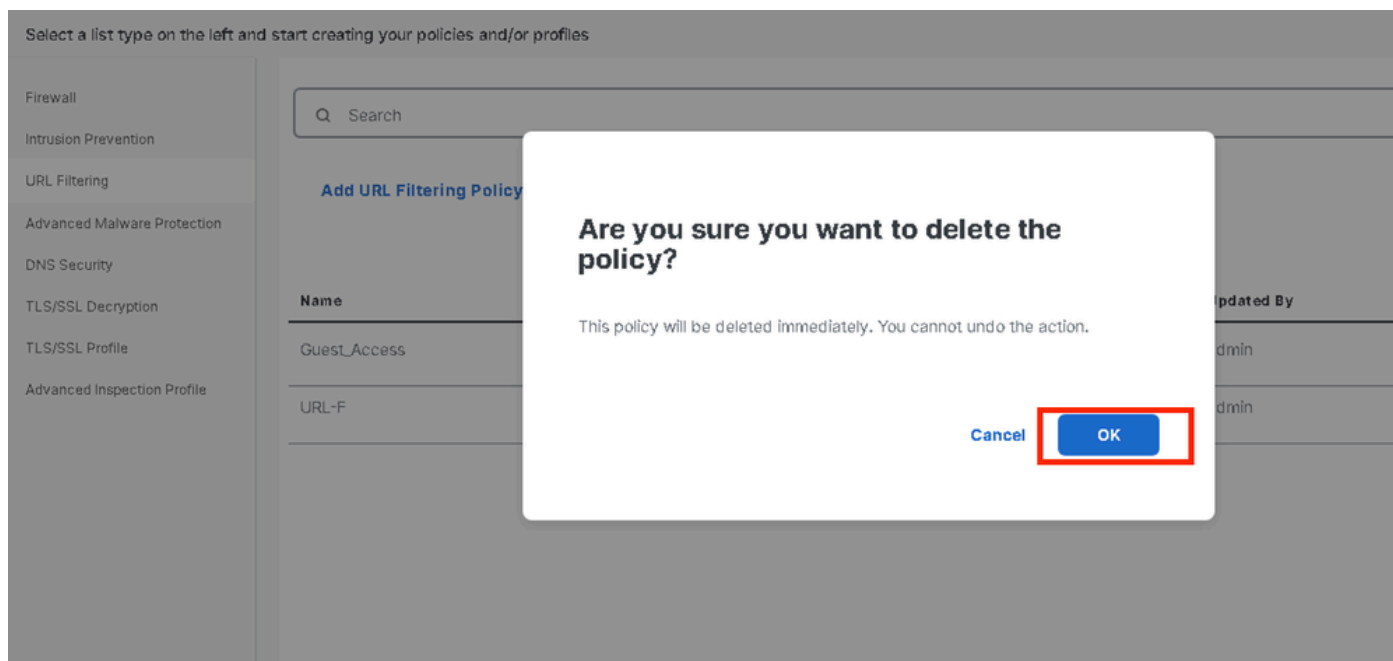 Select a list type on the left and start creating your policies and/or profiles
Firewall
Intrusion Prevention
URL Filtering
Advanced Malware Protection
DNS Security
TLS/SSL Decryption
TLS/SSL Profile
Advanced Inspection Profile
Search
Add URL Filtering Policy
Name
pdated By
Guest_Access
dmin
URL-F
dmin
Are you sure you want to delete the
policy?
This policy will be deleted immediately. You cannot undo the action.
Cancel
OK